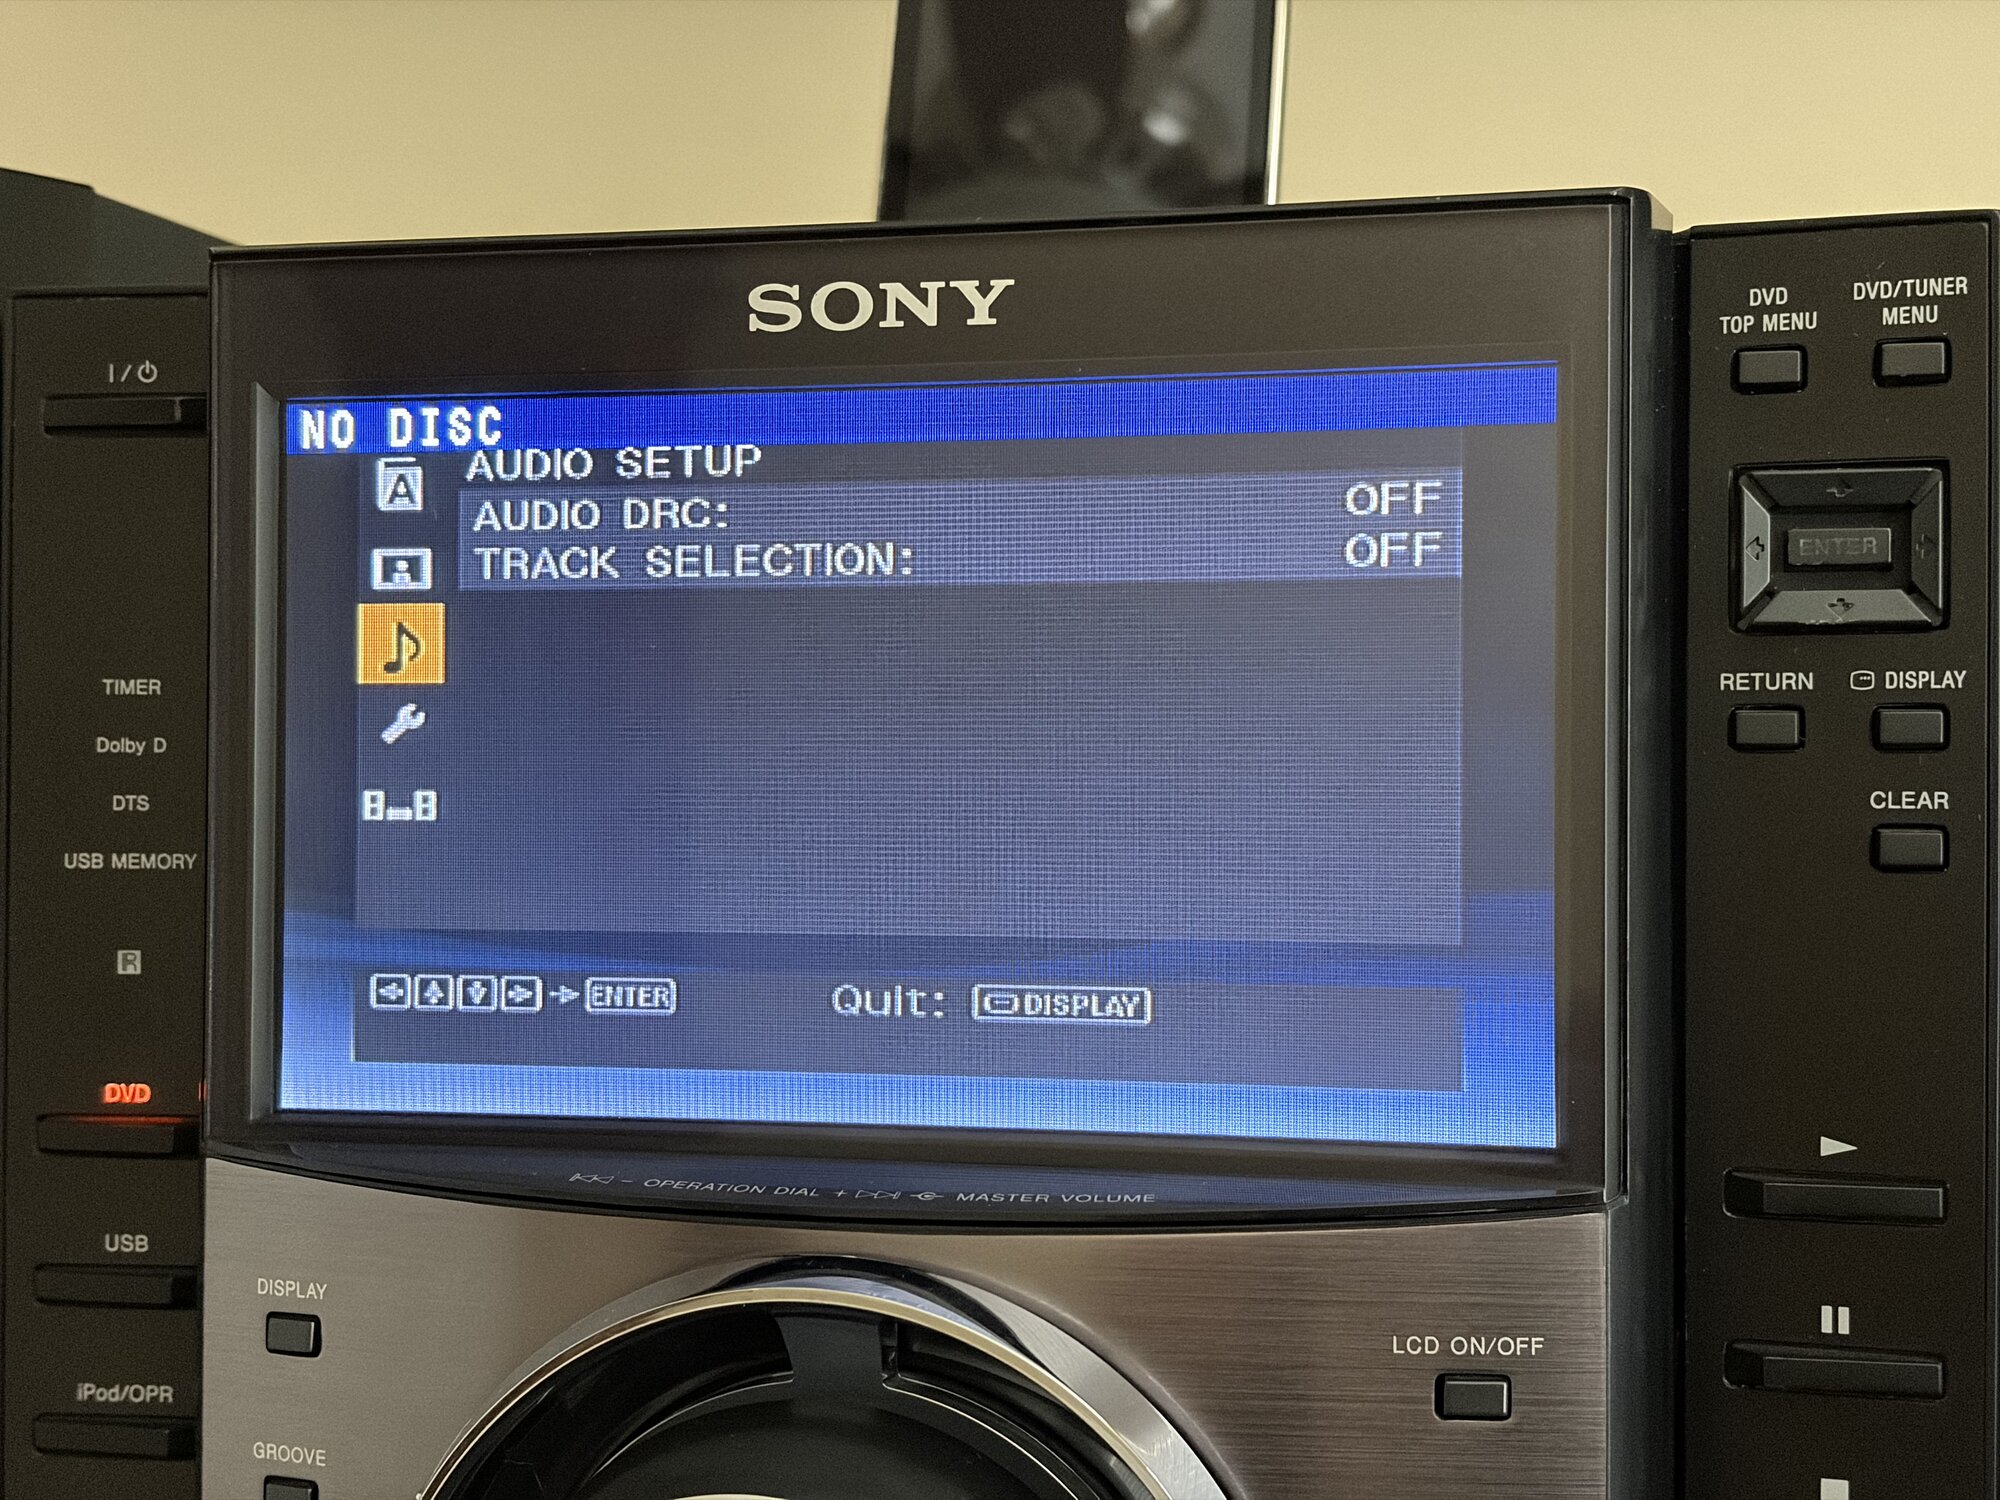 SONY
NO DISC
AUDIO SETUP
AUDIO DRC: OFF
TRACK SELECTION: OFF
ENTER Quit: DISPLAY
TIMER
Dolby D
DTS
USB MEMORY
R
DVD
USB
iPod/OPR
DVD TOP MENU
DVD/TUNER MENU
ENTER
RETURN
DISPLAY
CLEAR
– OPERATION DIAL + MASTER VOLUME
DISPLAY
GROOVE
LCD ON/OFF